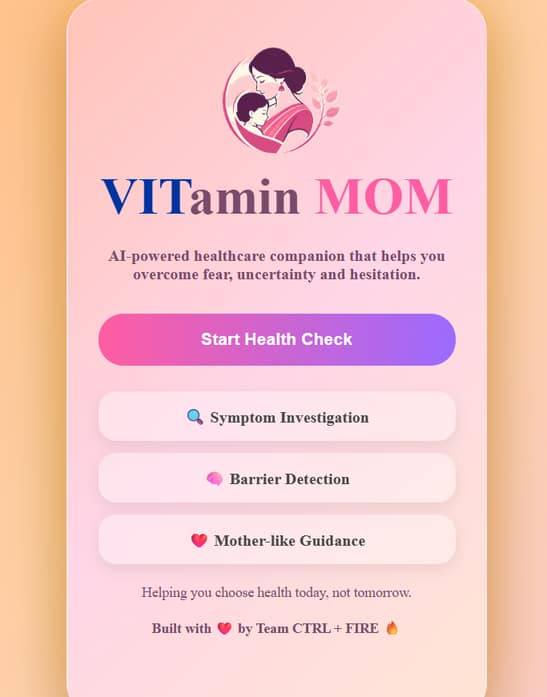 VITamin MOM
AI-powered healthcare companion that helps you
overcome fear, uncertainty and hesitation.
Start Health Check
🔍 Symptom Investigation
🧠 Barrier Detection
❤️ Mother-like Guidance
Helping you choose health today, not tomorrow.
Built with ❤️ by Team CTRL + FIRE 🔥